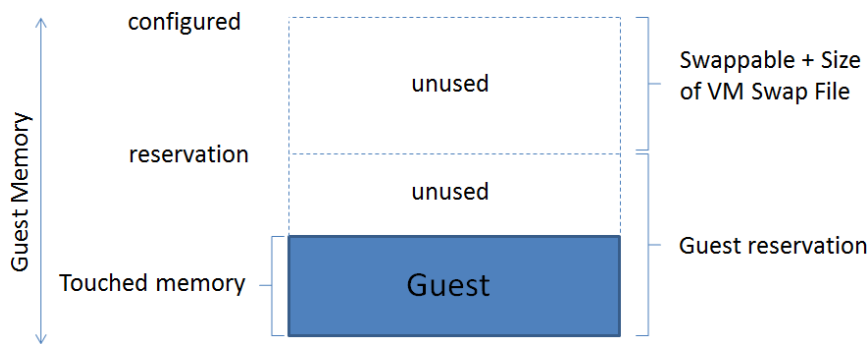 configured
unused
Swappable + Size
of VM Swap File
Guest Memory
reservation
unused
Guest reservation
Touched memory
Guest